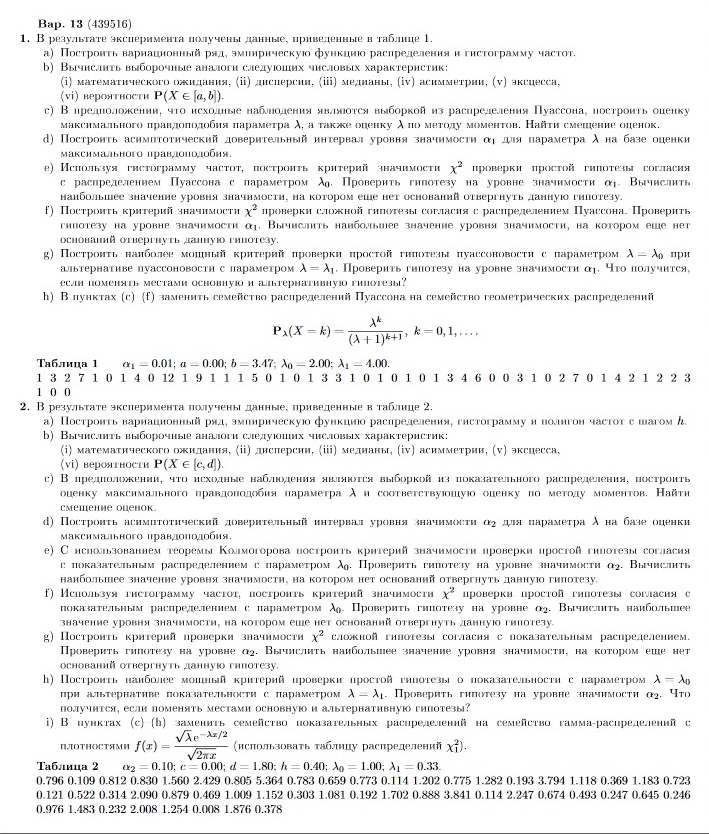 Вар. 13 (439516)
1. В результате эксперимента получены данные, приведенные в таблице 1.
a) Построить вариационный ряд, эмпирическую функцию распределения и гистограмму частот.
b) Вычислить выборочные аналоги следующих числовых характеристик:
(i) математического ожидания, (ii) дисперсии, (iii) медианы, (iv) асимметрии, (v) эксцесса,
(vi) вероятности P(X ∈ [a, b]).
c) В предположении, что исходные наблюдения являются выборкой из распределения Пуассона, построить оценку
максимального правдоподобия параметра λ, а также оценку λ по методу моментов. Найти смещение оценок.
d) Построить асимптотический доверительный интервал уровня значимости α₁ для параметра λ на базе оценки
максимального правдоподобия.
e) Используя гистограмму частот, построить критерий значимости χ² проверки простой гипотезы согласия
с распределением Пуассона с параметром λ₀. Проверить гипотезу на уровне значимости α₁. Вычислить
наибольшее значение уровня значимости, на котором еще нет оснований отвергнуть данную гипотезу.
f) Построить критерий значимости χ² проверки сложной гипотезы согласия с распределением Пуассона. Проверить
гипотезу на уровне значимости α₁. Вычислить наибольшее значение уровня значимости, на котором еще нет
оснований отвергнуть данную гипотезу.
g) Построить наиболее мощный критерий проверки простой гипотезы пуассоновости с параметром λ = λ₀ при
альтернативе пуассоновости с параметром λ = λ₁. Проверить гипотезу на уровне значимости α₁. Что получится,
если поменять местами основную и альтернативную гипотезы?
h) В пунктах (c)–(f) заменить семейство распределений Пуассона на семейство геометрических распределений
P_λ(X = k) = λ^k / (λ + 1)^{k+1}, k = 0, 1, . . . .
Таблица 1 α₁ = 0.01; a = 0.00; b = 3.47; λ₀ = 2.00; λ₁ = 4.00.
1 3 2 7 1 0 1 4 0 12 1 9 1 1 1 5 0 1 0 1 3 3 1 0 1 0 1 0 1 3 4 6 0 0 3 1 0 2 7 0 1 4 2 1 2 2 3
1 0 0
2. В результате эксперимента получены данные, приведенные в таблице 2.
a) Построить вариационный ряд, эмпирическую функцию распределения, гистограмму и полигон частот с шагом h.
b) Вычислить выборочные аналоги следующих числовых характеристик:
(i) математического ожидания, (ii) дисперсии, (iii) медианы, (iv) асимметрии, (v) эксцесса,
(vi) вероятности P(X ∈ [c, d]).
c) В предположении, что исходные наблюдения являются выборкой из показательного распределения, построить
оценку максимального правдоподобия параметра λ и соответствующую оценку по методу моментов. Найти
смещение оценок.
d) Построить асимптотический доверительный интервал уровня значимости α₂ для параметра λ на базе оценки
максимального правдоподобия.
e) С использованием теоремы Колмогорова построить критерий значимости проверки простой гипотезы согласия
с показательным распределением с параметром λ₀. Проверить гипотезу на уровне значимости α₂. Вычислить
наибольшее значение уровня значимости, на котором нет оснований отвергнуть данную гипотезу.
f) Используя гистограмму частот, построить критерий значимости χ² проверки простой гипотезы согласия с
показательным распределением с параметром λ₀. Проверить гипотезу на уровне α₂. Вычислить наибольшее
значение уровня значимости, на котором еще нет оснований отвергнуть данную гипотезу.
g) Построить критерий проверки значимости χ² сложной гипотезы согласия с показательным распределением.
Проверить гипотезу на уровне α₂. Вычислить наибольшее значение уровня значимости, на котором еще нет
оснований отвергнуть данную гипотезу.
h) Построить наиболее мощный критерий проверки простой гипотезы о показательности с параметром λ = λ₀
при альтернативе показательности с параметром λ = λ₁. Проверить гипотезу на уровне значимости α₂. Что
получится, если поменять местами основную и альтернативную гипотезы?
i) В пунктах (c)–(h) заменить семейство показательных распределений на семейство гамма-распределений с
плотностями f(x) = √λ e^{−λx/2} / √(2πx) (использовать таблицу распределений χ₁²).
Таблица 2 α₂ = 0.10; c = 0.00; d = 1.80; h = 0.40; λ₀ = 1.00; λ₁ = 0.33.
0.796 0.109 0.812 0.830 1.560 2.429 0.805 5.364 0.783 0.659 0.773 0.114 1.202 0.775 1.282 0.193 3.794 1.118 0.369 1.183 0.723
0.121 0.522 0.314 2.090 0.879 0.469 1.009 1.152 0.303 1.081 0.192 1.702 0.888 3.841 0.114 2.247 0.674 0.493 0.247 0.645 0.246
0.976 1.483 0.232 2.008 1.254 0.008 1.876 0.378